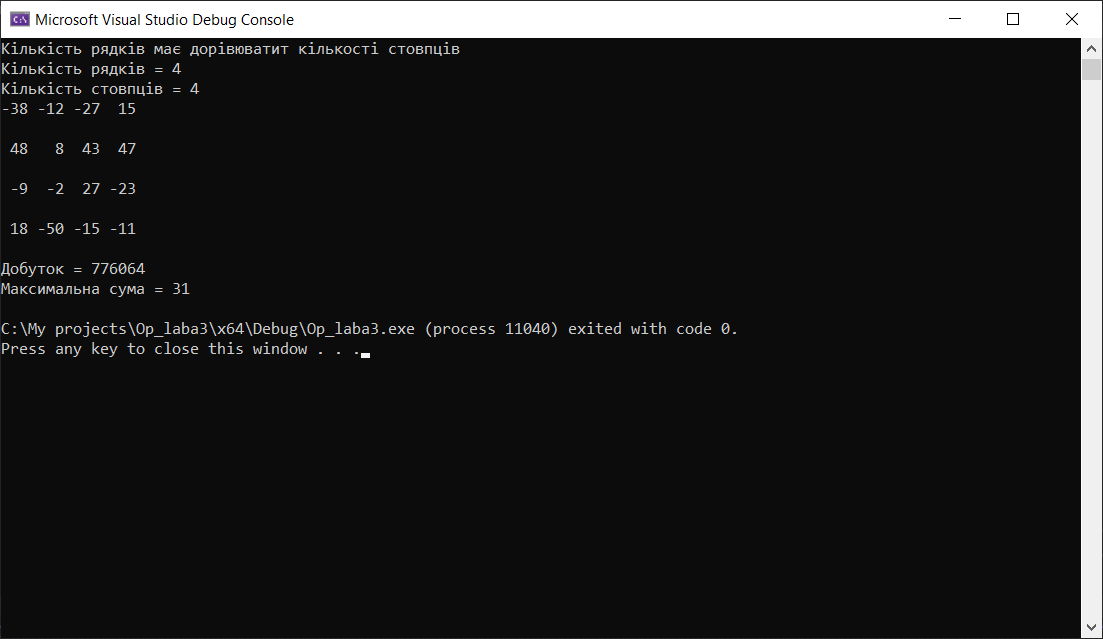 Microsoft Visual Studio Debug Console
Кількість рядків має дорівюватит кількості стовпців
Кількість рядків = 4
Кількість стовпців = 4
-38 -12 -27  15
 48   8  43  47
 -9  -2  27 -23
 18 -50 -15 -11
Добуток = 776064
Максимальна сума = 31
C:\My projects\Op_laba3\x64\Debug\Op_laba3.exe (process 11040) exited with code 0.
Press any key to close this window . . .